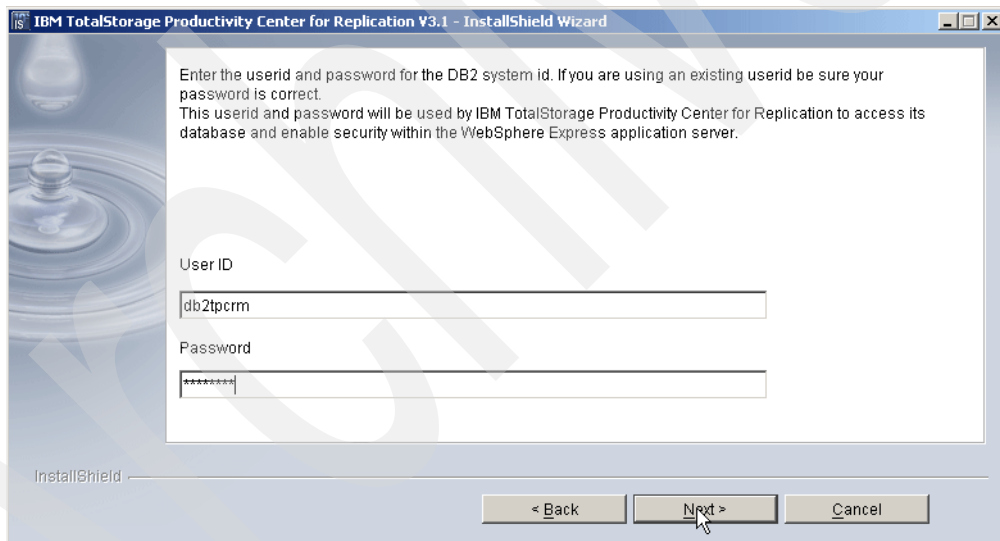 IBM TotalStorage Productivity Center for Replication V3.1 - InstallShield Wizard
Enter the userid and password for the DB2 system id. If you are using an existing userid be sure your
password is correct.
This userid and password will be used by IBM TotalStorage Productivity Center for Replication to access its
database and enable security within the WebSphere Express application server.
User ID
db2tpcrm
Password
********
InstallShield
< Back
Next >
Cancel